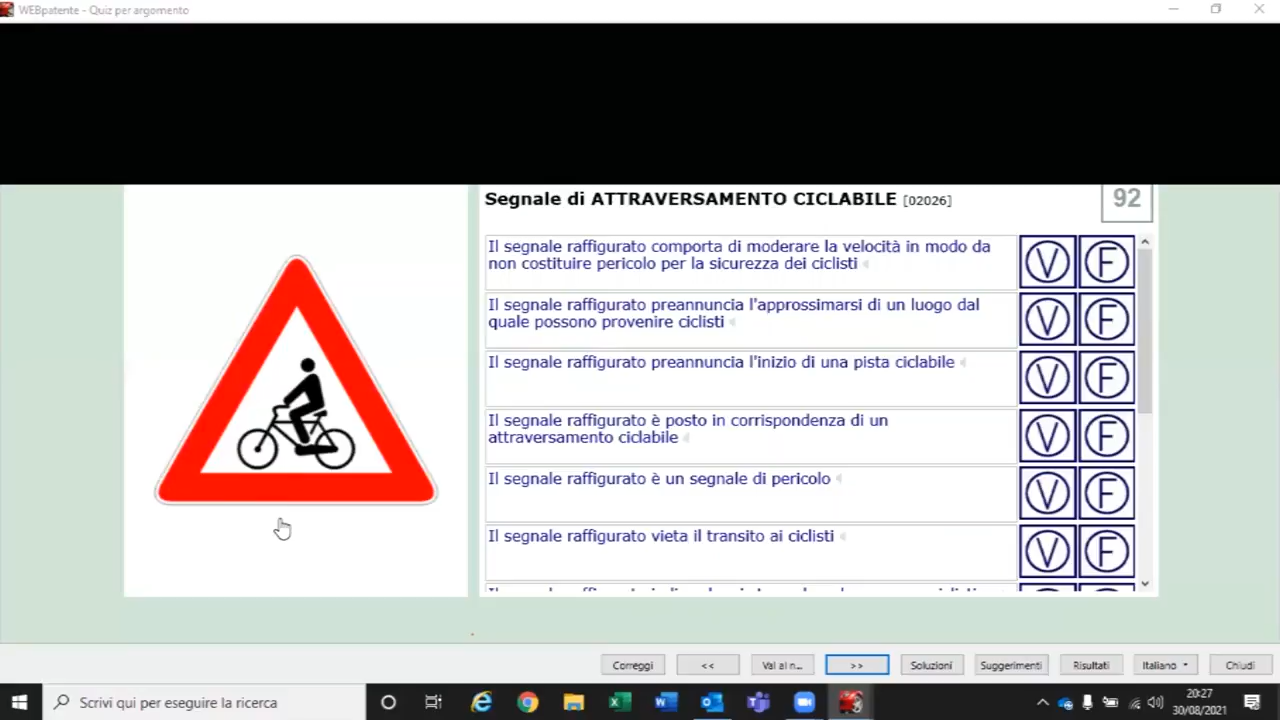 WEBpatente - Quiz per argomento
Segnale di ATTRAVERSAMENTO CICLABILE [02026]
92
Il segnale raffigurato comporta di moderare la velocità in modo da
non costituire pericolo per la sicurezza dei ciclisti
V F
Il segnale raffigurato preannuncia l'approssimarsi di un luogo dal
quale possono provenire ciclisti
V F
Il segnale raffigurato preannuncia l'inizio di una pista ciclabile
V F
Il segnale raffigurato è posto in corrispondenza di un
attraversamento ciclabile
V F
Il segnale raffigurato è un segnale di pericolo
V F
Il segnale raffigurato vieta il transito ai ciclisti
V F
Correggi << Vai al n... >> Soluzioni Suggerimenti Risultati Italiano Chiudi
Scrivi qui per eseguire la ricerca
20:27
30/08/2021